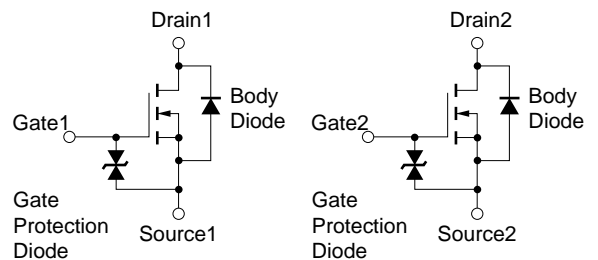 Drain1
Drain2
Body
Diode
Body
Diode
Gate1
Gate2
Gate
Protection
Diode
Source1
Gate
Protection
Diode
Source2